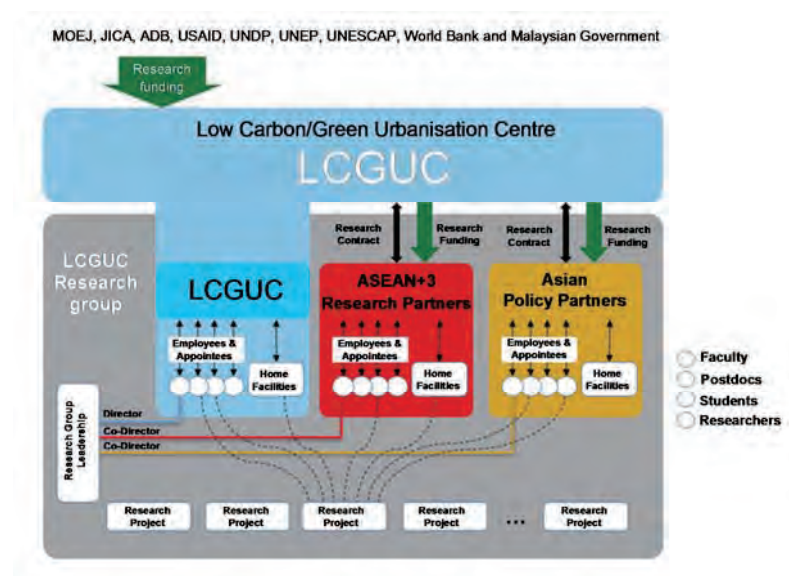 MOEJ, JICA, ADB, USAID, UNDP, UNEP, UNESCAP, World Bank and Malaysian Government
Research
funding
Low Carbon/Green Urbanisation Centre
LCGUC
Research
Contract
Research
Funding
Research
Contract
Research
Funding
LCGUC
Research
group
LCGUC
ASEAN+3
Research Partners
Asian
Policy Partners
Employees &
Appointees
Home
Facilities
Employees &
Appointees
Home
Facilities
Employees &
Appointees
Home
Facilities
Faculty
Postdocs
Students
Researchers
Research Group
Leadership
Director
Co-Director
Co-Director
Research
Project
Research
Project
Research
Project
Research
Project
...
Research
Project